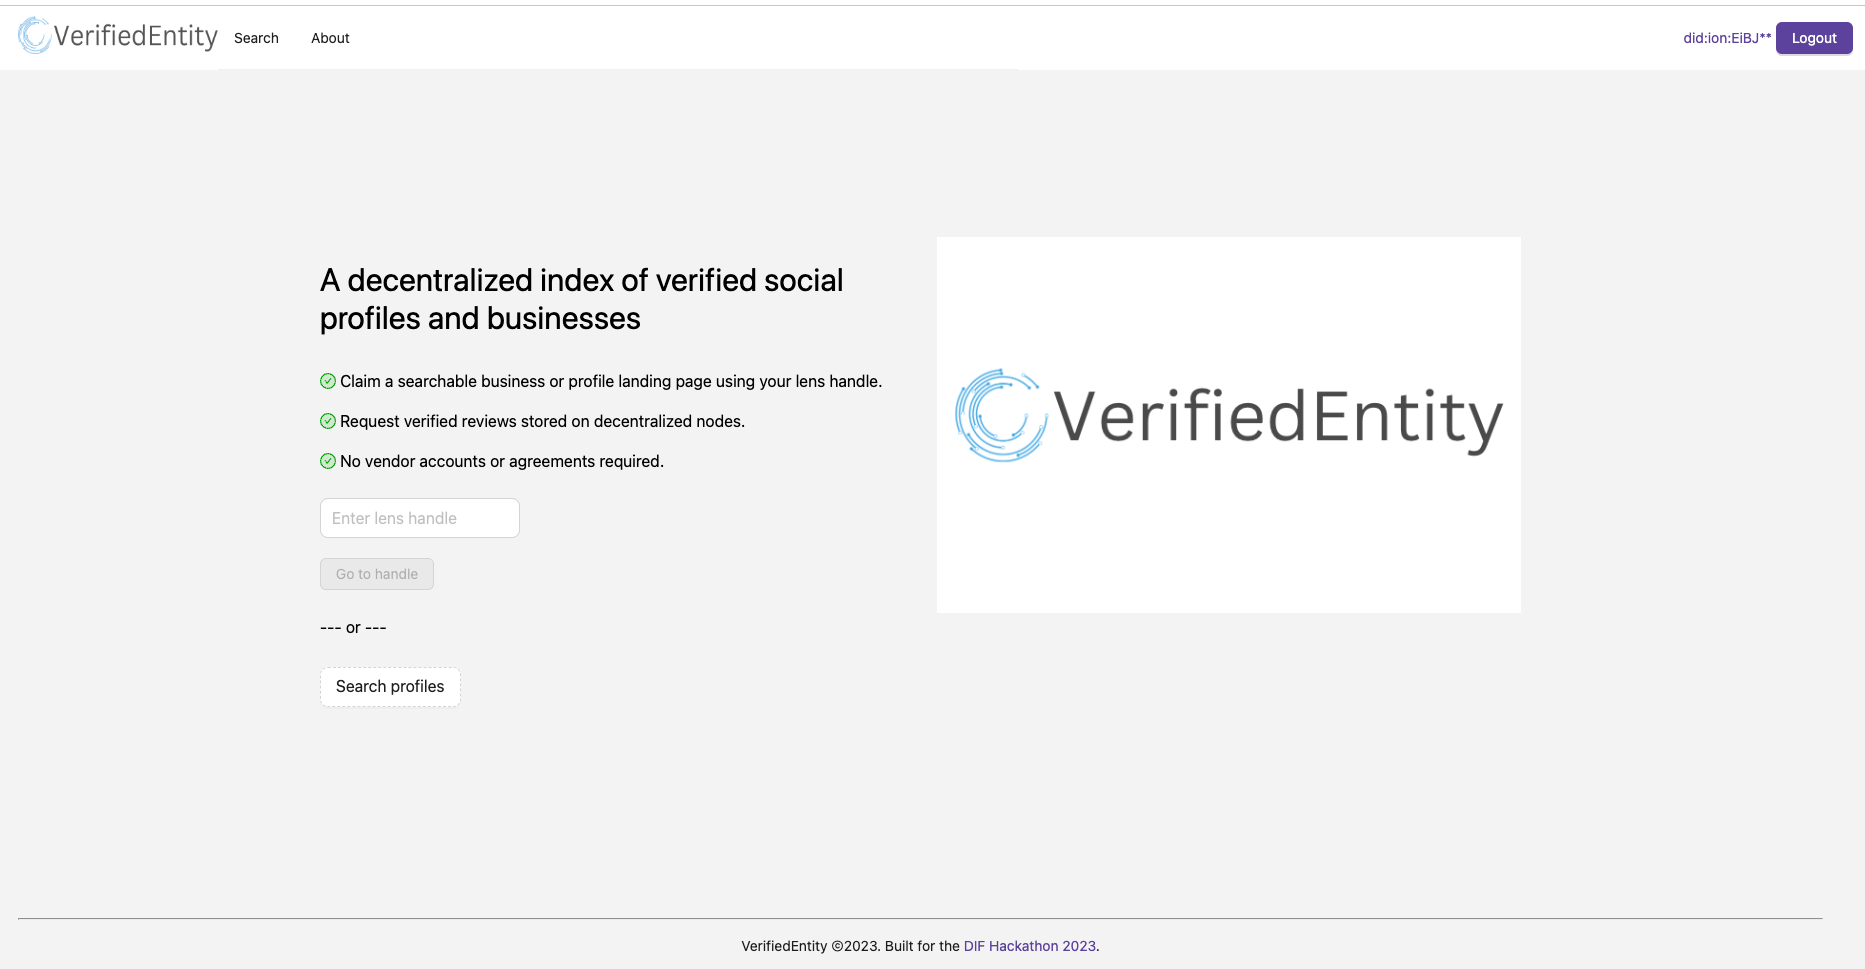 VerifiedEntity
Search
About
did:ion:EiBJ**
Logout
A decentralized index of verified social
profiles and businesses
Claim a searchable business or profile landing page using your lens handle.
Request verified reviews stored on decentralized nodes.
No vendor accounts or agreements required.
Enter lens handle
Go to handle
--- or ---
Search profiles
VerifiedEntity
VerifiedEntity ©2023. Built for the DIF Hackathon 2023.